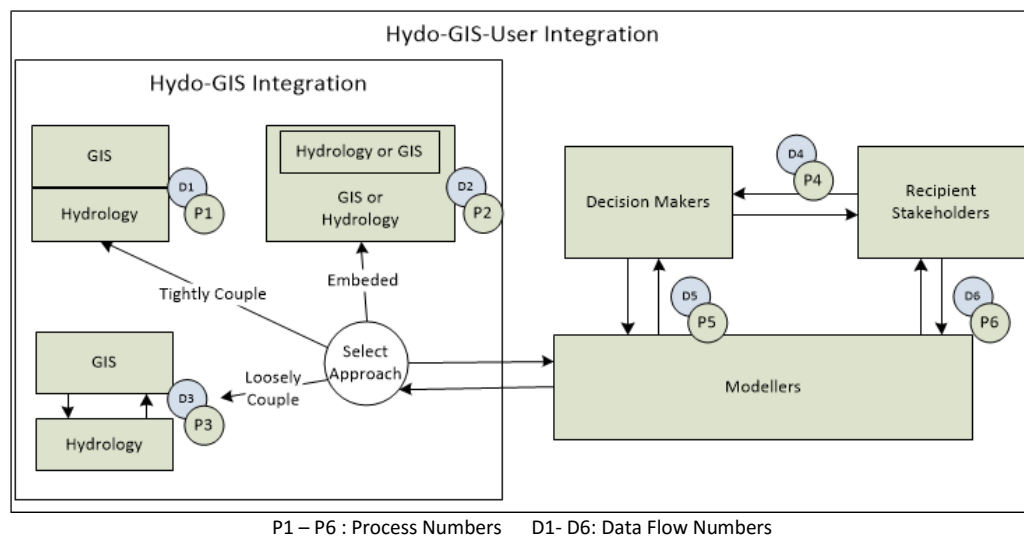 Hydo-GIS-User Integration
Hydo-GIS Integration
GIS
Hydrology
D1
P1
Hydrology or GIS
GIS or
Hydrology
D2
P2
Tightly Couple
Embeded
Select
Approach
Loosely
Couple
GIS
Hydrology
D3
P3
Decision Makers
D4
P4
Recipient
Stakeholders
D5
P5
D6
P6
Modellers
P1 – P6 : Process Numbers D1- D6: Data Flow Numbers